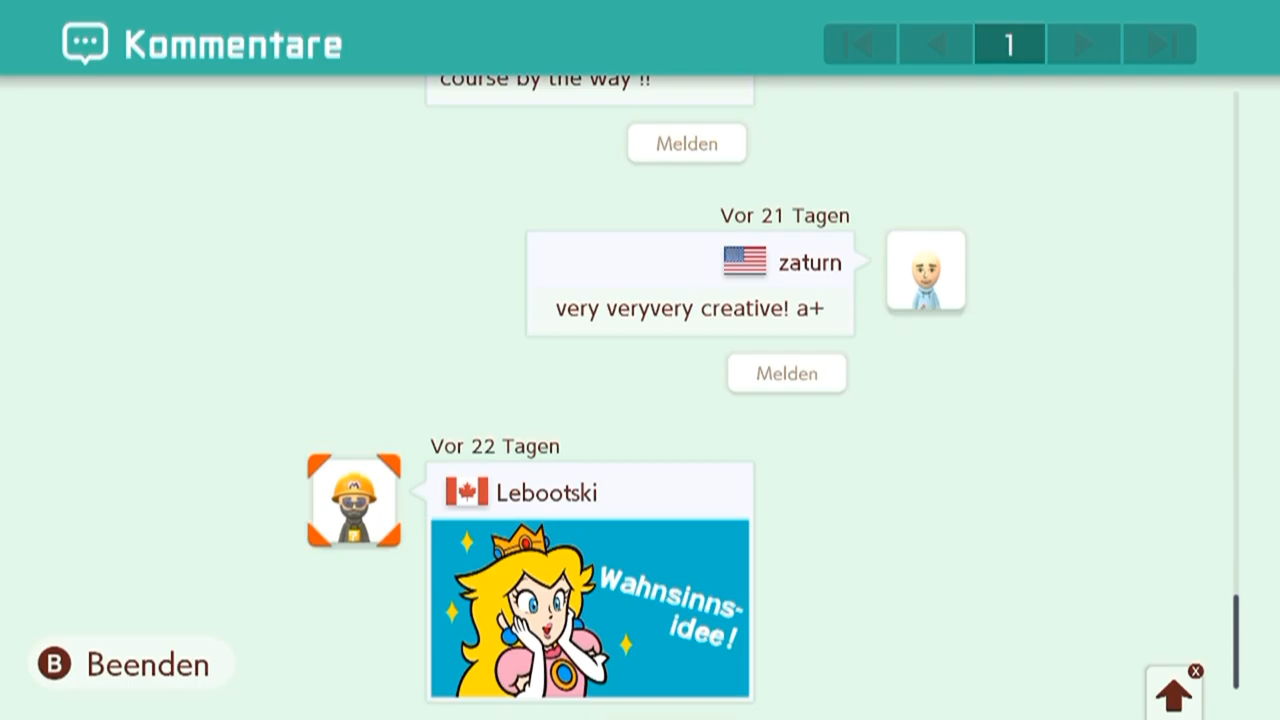 Kommentare
1
course by the way !!
Melden
Vor 21 Tagen
zaturn
very veryvery creative! a+
Melden
Vor 22 Tagen
Lebootski
M
Wahnsinns-
idee!
B Beenden
X